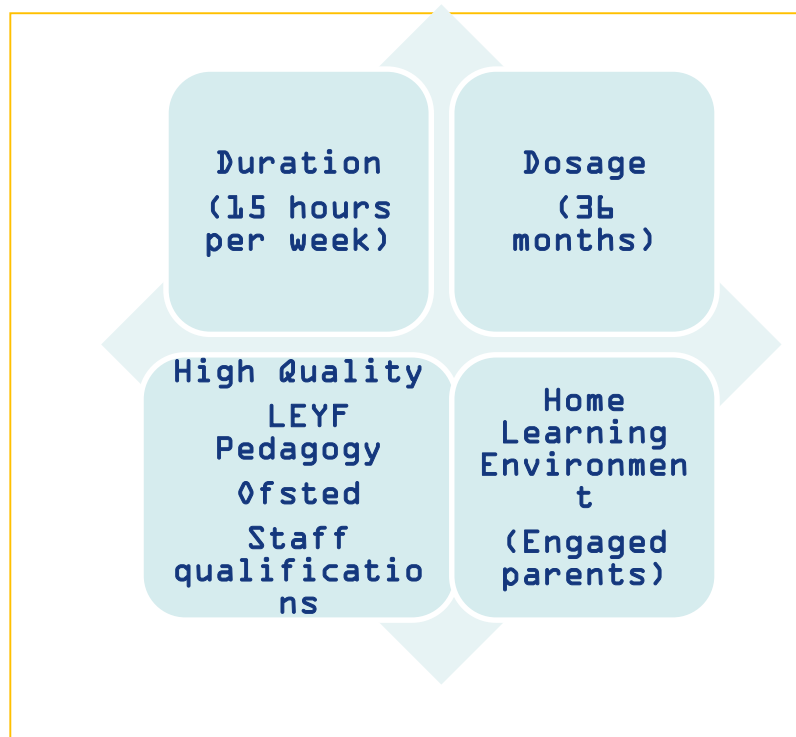 Duration
(15 hours
per week)
Dosage
(36
months)
High Quality
LEYF
Pedagogy
Ofsted
Staff
qualificatio
ns
Home
Learning
Environmen
t
(Engaged
parents)